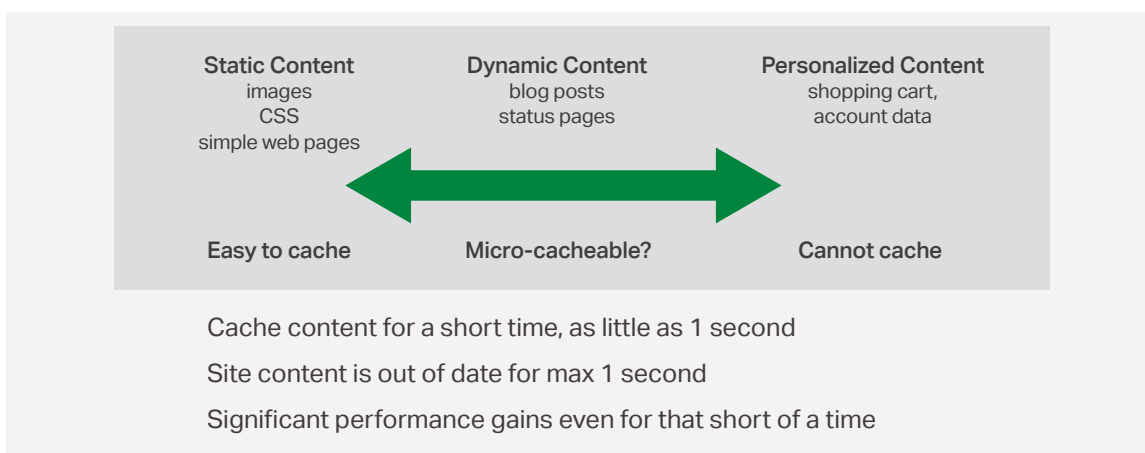 Static Content
images
CSS
simple web pages
Dynamic Content
blog posts
status pages
Personalized Content
shopping cart,
account data
Easy to cache
Micro-cacheable?
Cannot cache
Cache content for a short time, as little as 1 second
Site content is out of date for max 1 second
Significant performance gains even for that short of a time